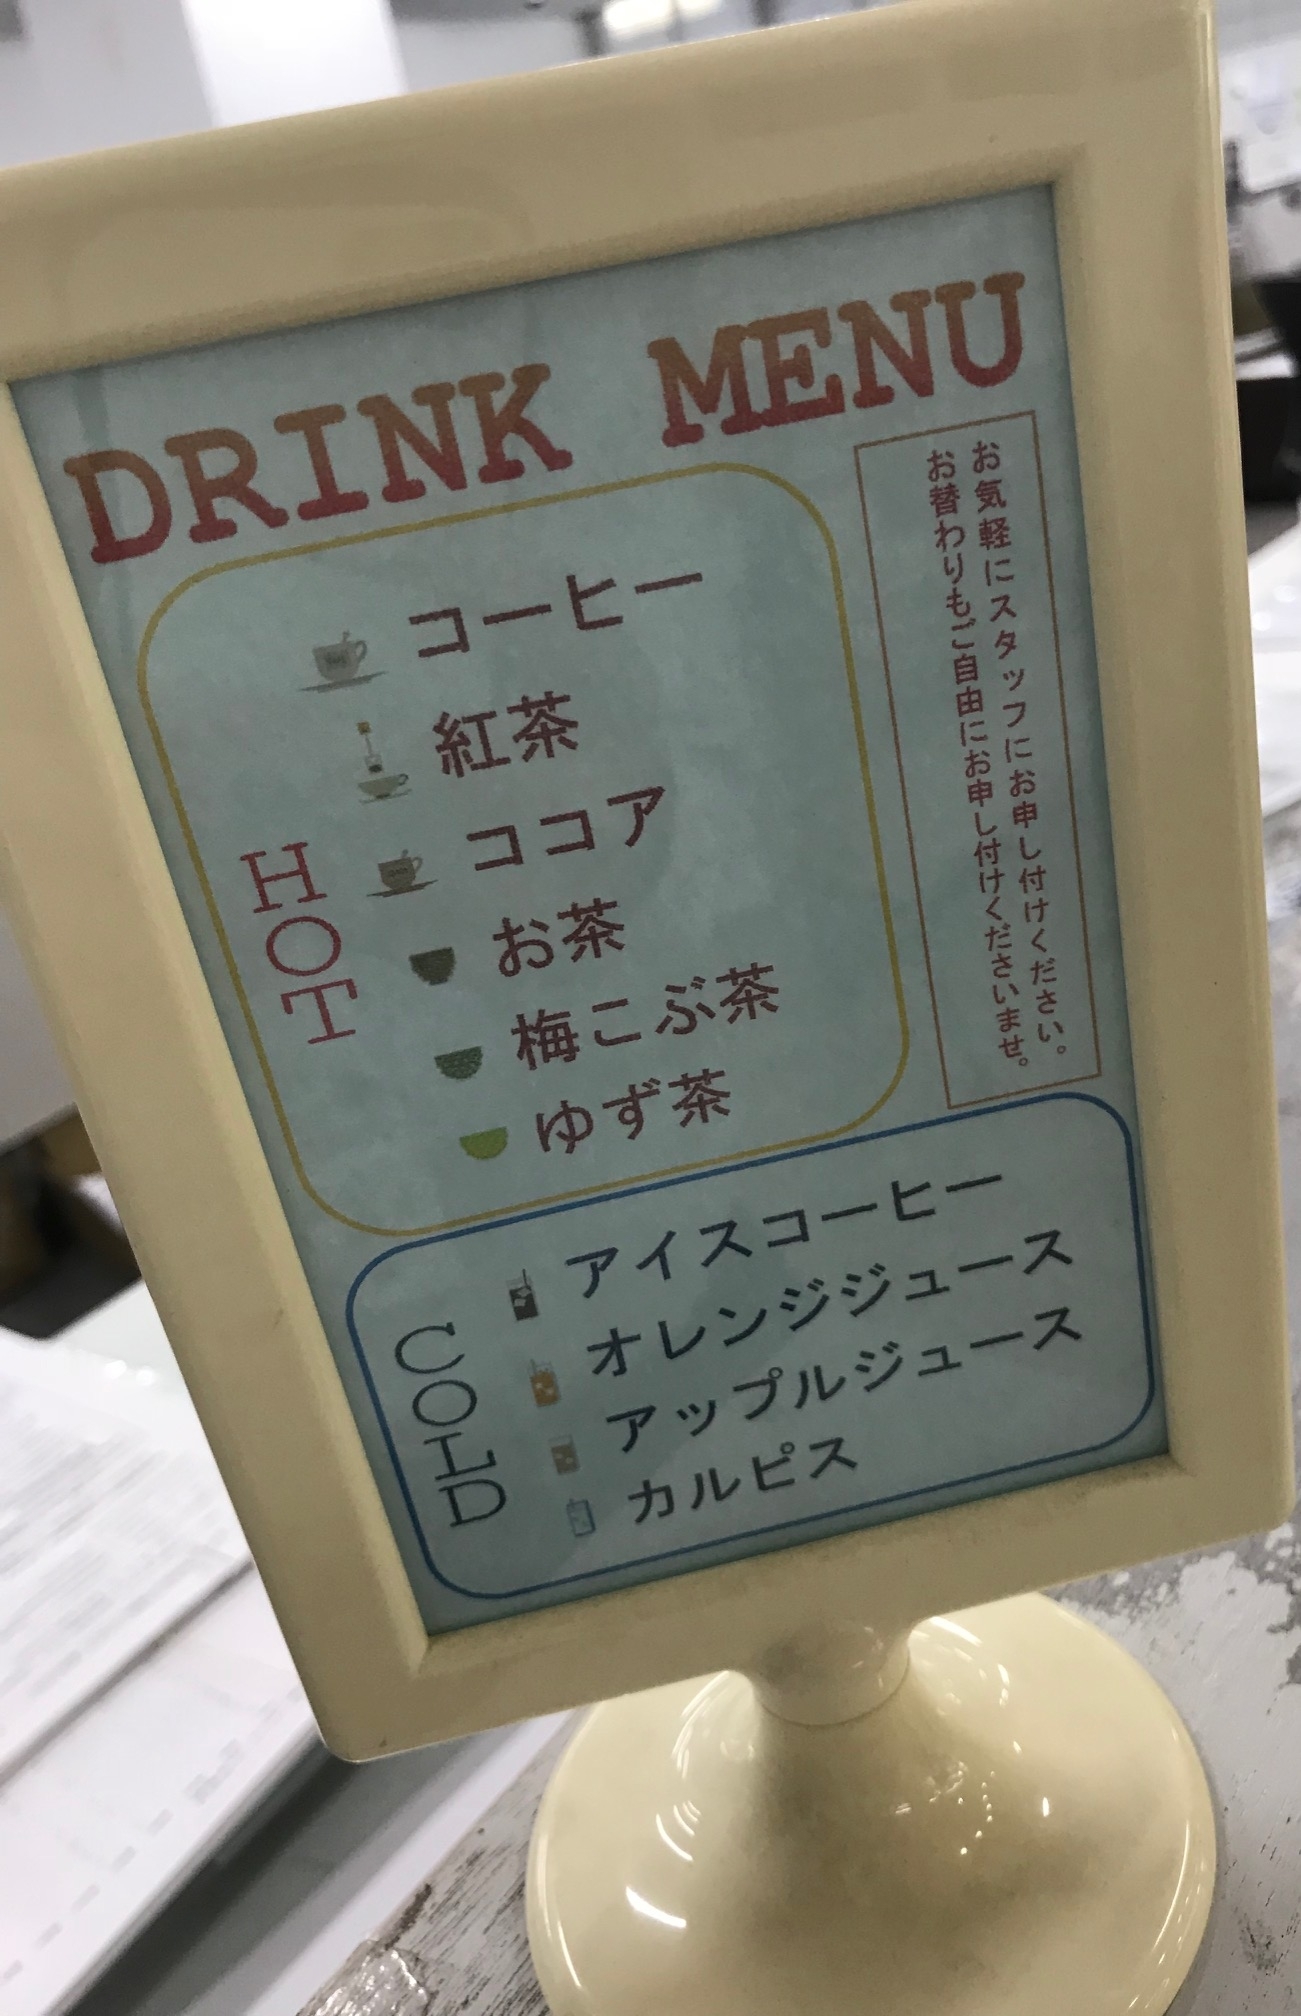 DRINK MENU
お気軽にスタッフにお申し付けください。
お替わりもご自由にお申し付けくださいませ。
HOT
コーヒー
紅茶
ココア
お茶
梅こぶ茶
ゆず茶
COLD
アイスコーヒー
オレンジジュース
アップルジュース
カルピス